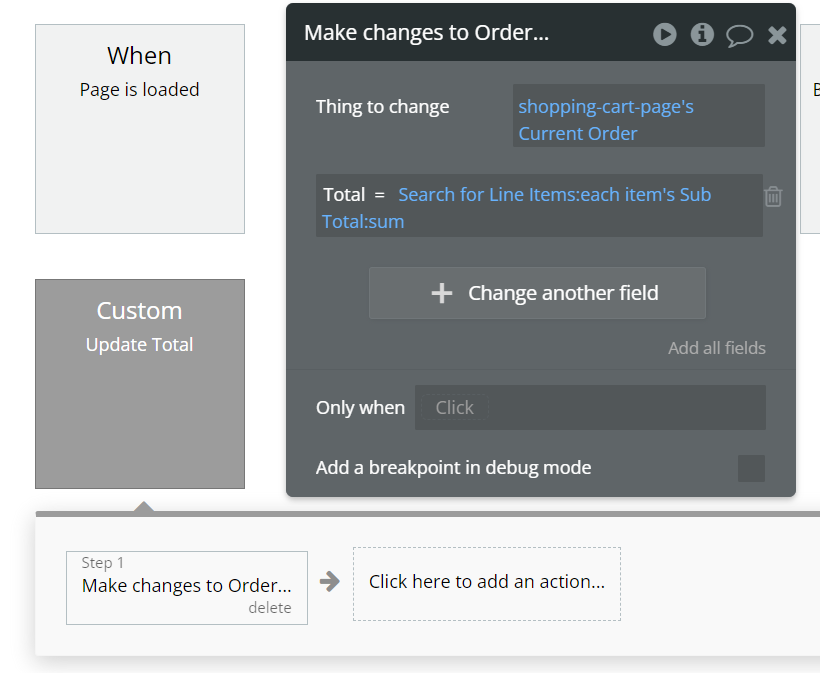 When
Page is loaded
Make changes to Order...
Thing to change
shopping-cart-page's
Current Order
Total = Search for Line Items:each item's Sub
Total:sum
Change another field
Add all fields
Only when Click
Add a breakpoint in debug mode
Custom
Update Total
Step 1
Make changes to Order...
delete
Click here to add an action...